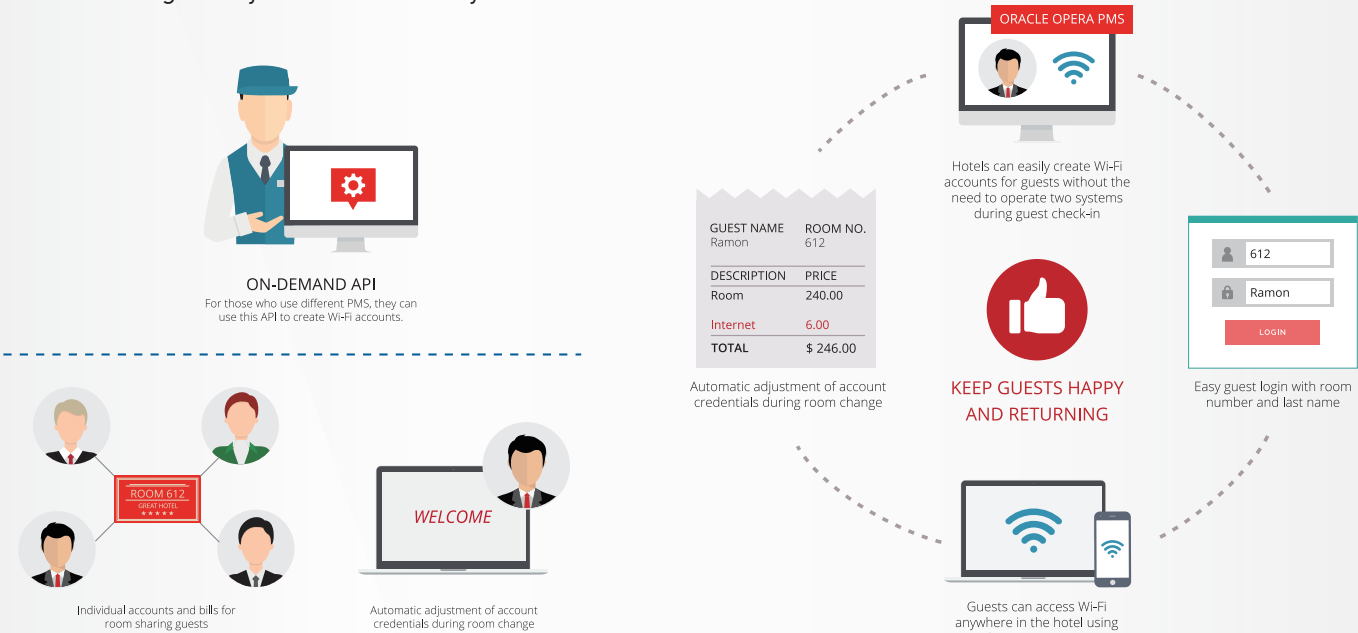 ON-DEMAND API
For those who use different PMS, they can
use this API to create Wi-Fi accounts.
ROOM 612
GREAT HOTEL
Individual accounts and bills for
room sharing guests
WELCOME
Automatic adjustment of account
credentials during room change
ORACLE OPERA PMS
Hotels can easily create Wi-Fi
accounts for guests without the
need to operate two systems
during guest check-in
GUEST NAME ROOM NO.
Ramon 612
DESCRIPTION PRICE
Room 240.00
Internet 6.00
TOTAL $ 246.00
Automatic adjustment of account
credentials during room change
KEEP GUESTS HAPPY
AND RETURNING
612
Ramon
LOGIN
Easy guest login with room
number and last name
Guests can access Wi-Fi
anywhere in the hotel using